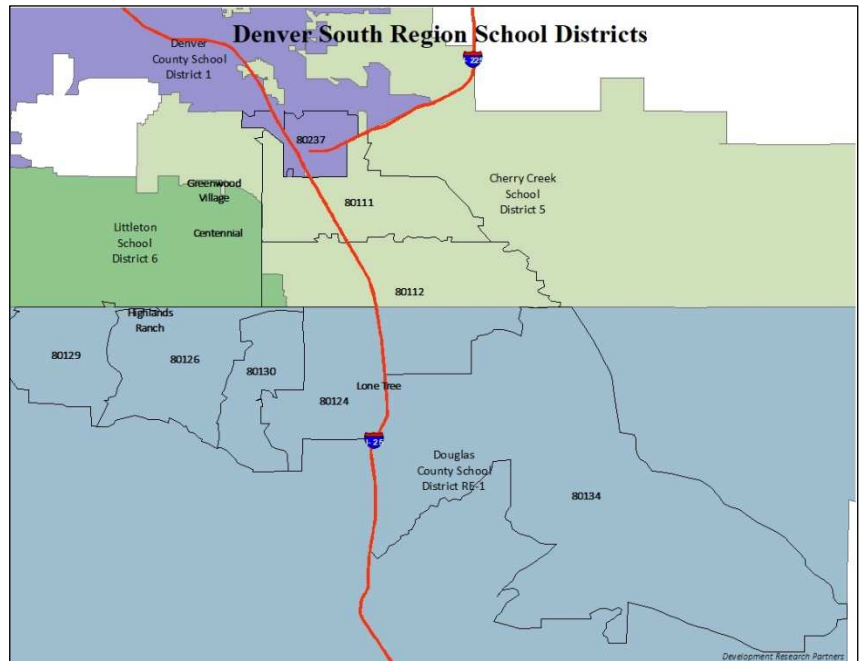 Denver South Region School Districts
Denver
County School
District 1
I- 225
80237
Cherry Creek
School
District 5
Greenwood
Village
80111
Littleton
School
District 6
Centennial
80112
Highlands
Ranch
80129
80126
80130
80124
Lone Tree
I- 25
Douglas
County School
District RE-1
80134
Development Research Partners